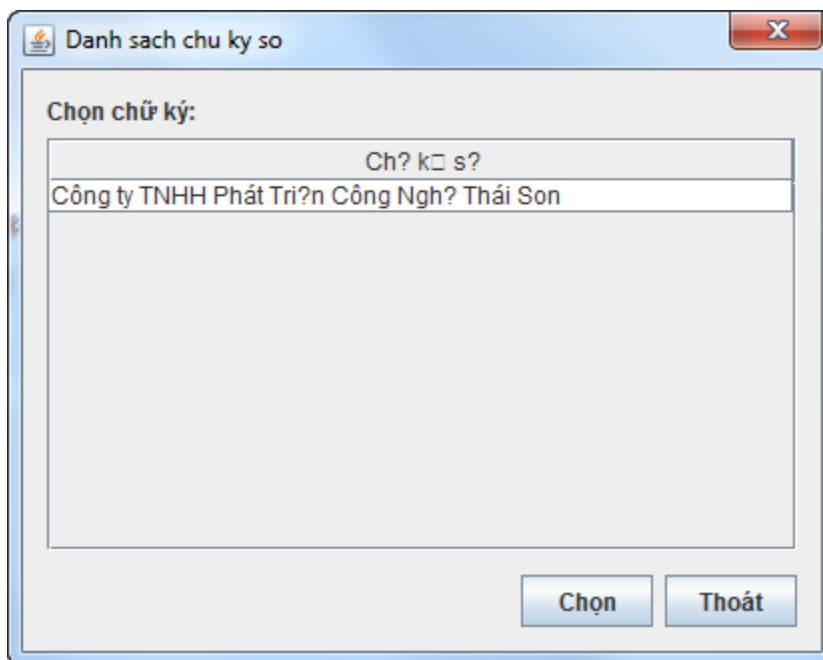 Danh sach chu ky so
Chọn chữ ký:
Ch? k□ s?
Công ty TNHH Phát Tri?n Công Ngh? Thái Son
Chọn
Thoát